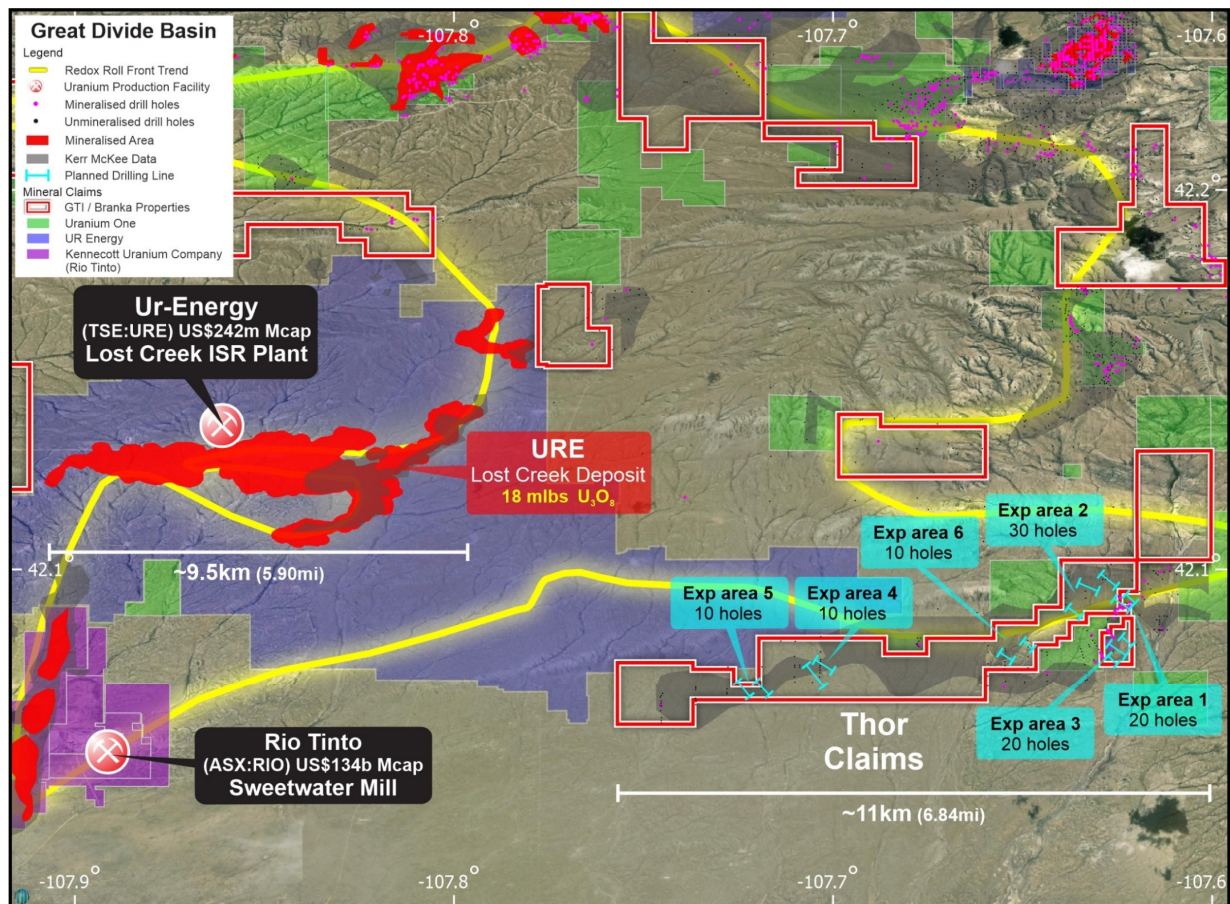 Great Divide Basin
Legend
Redox Roll Front Trend
Uranium Production Facility
Mineralised drill holes
Unmineralised drill holes
Mineralised Area
Kerr McKee Data
Planned Drilling Line
Mineral Claims
GTI / Branka Properties
Uranium One
UR Energy
Kennecott Uranium Company
(Rio Tinto)
-107.8°
-107.7°
-107.6°
42.2°
Ur-Energy
(TSE:URE) US$242m Mcap
Lost Creek ISR Plant
URE
Lost Creek Deposit
18 mlbs U₃O₈
~9.5km (5.90mi)
42.1°
42.1°
Exp area 2
30 holes
Exp area 6
10 holes
Exp area 5
10 holes
Exp area 4
10 holes
Exp area 1
20 holes
Exp area 3
20 holes
Thor
Claims
~11km (6.84mi)
Rio Tinto
(ASX:RIO) US$134b Mcap
Sweetwater Mill
-107.9°
-107.8°
-107.7°
-107.6°